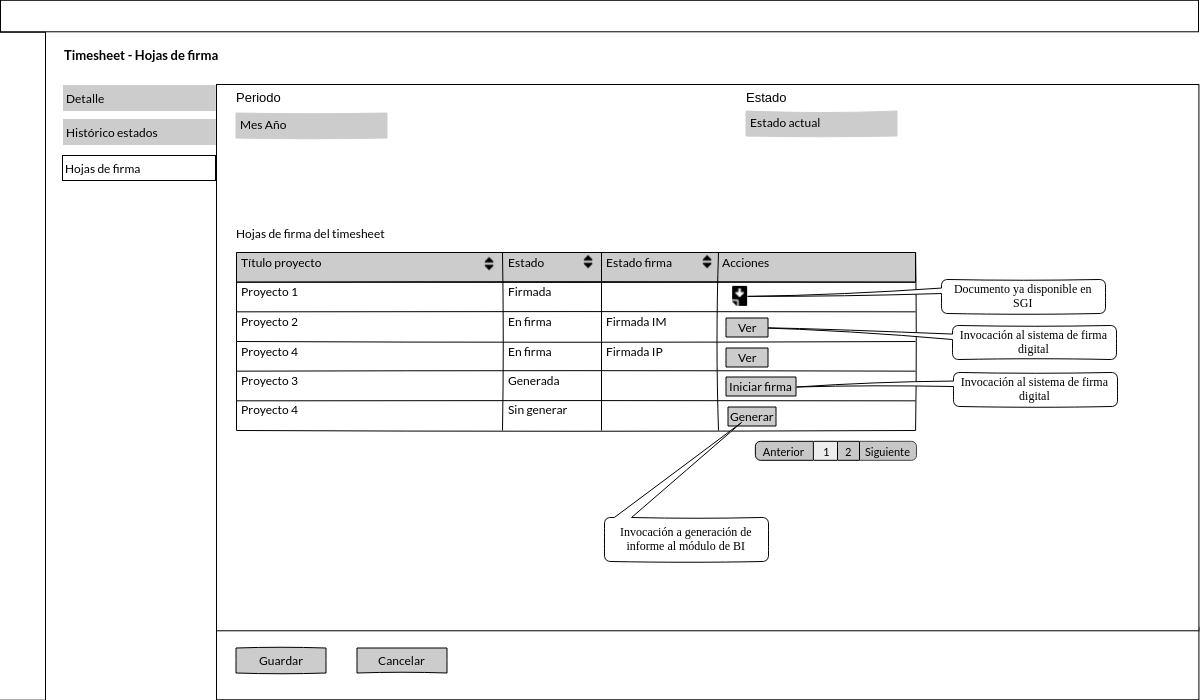 Timesheet - Hojas de firma
Detalle
Histórico estados
Hojas de firma
Periodo
Estado
Mes Año
Estado actual
Hojas de firma del timesheet
Título proyecto
Estado
Estado firma
Acciones
Proyecto 1
Firmada
Documento ya disponible en
SGI
Proyecto 2
En firma
Firmada IM
Ver
Invocación al sistema de firma
digital
Proyecto 4
En firma
Firmada IP
Ver
Proyecto 3
Generada
Iniciar firma
Invocación al sistema de firma
digital
Proyecto 4
Sin generar
Generar
Anterior
1
2
Siguiente
Invocación a generación de
informe al módulo de BI
Guardar
Cancelar